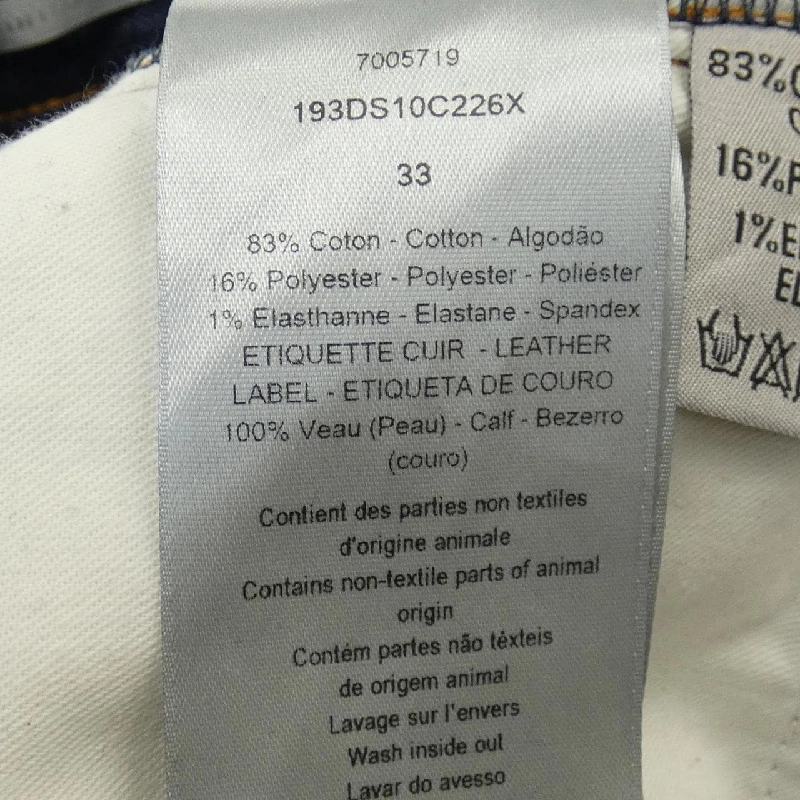 7005719
193DS10C226X
33
83% Coton - Cotton - Algodão
16% Polyester - Polyester - Poliéster
1% Elasthanne - Elastane - Spandex
ETIQUETTE CUIR - LEATHER
LABEL - ETIQUETA DE COURO
100% Veau (Peau) - Calf - Bezerro
(couro)
Contient des parties non textiles
d'origine animale
Contains non-textile parts of animal
origin
Contém partes não têxteis
de origem animal
Lavage sur l'envers
Wash inside out
Lavar do avesso
83%
16%
1%